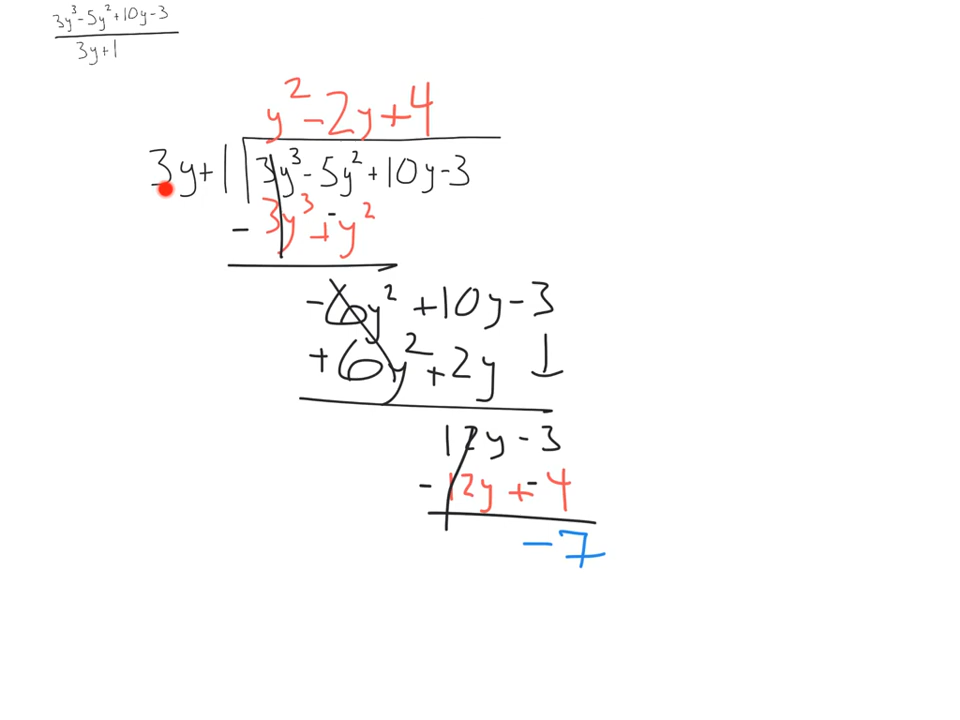 3y³-5y²+10y-3
3y+1
y²-2y+4
3y+1 3y³-5y²+10y-3
- 3y³+-y²
-6y²+10y-3
+6y²+2y ↓
12y-3
- 12y+-4
-7